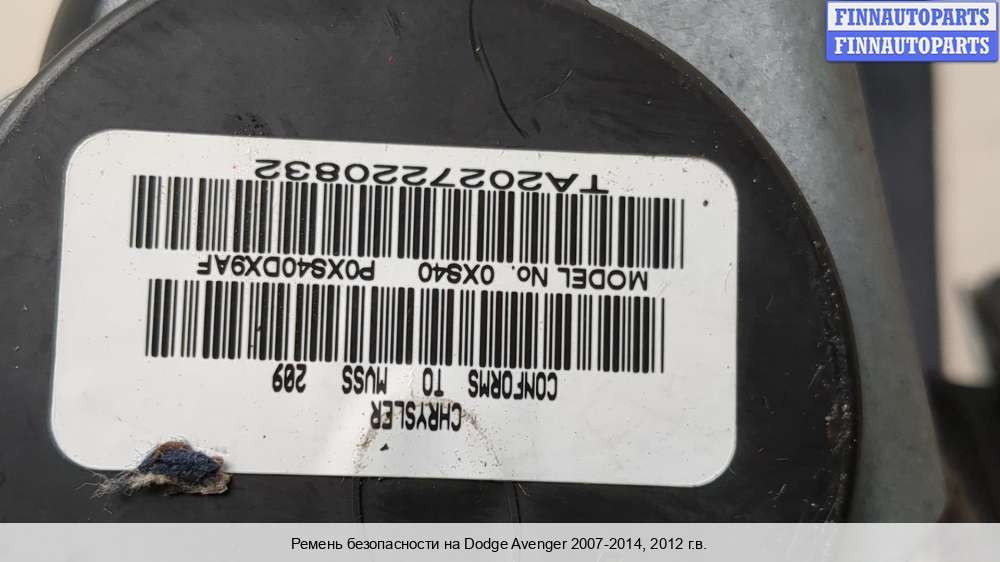 FINNAUTOPARTS
FINNAUTOPARTS
CHRYSLER
CONFORMS TO MVSS 209
MODEL No. 0XS40 P0XS40DX9AF
TA2027220832
Ремень безопасности на Dodge Avenger 2007-2014, 2012 г.в.